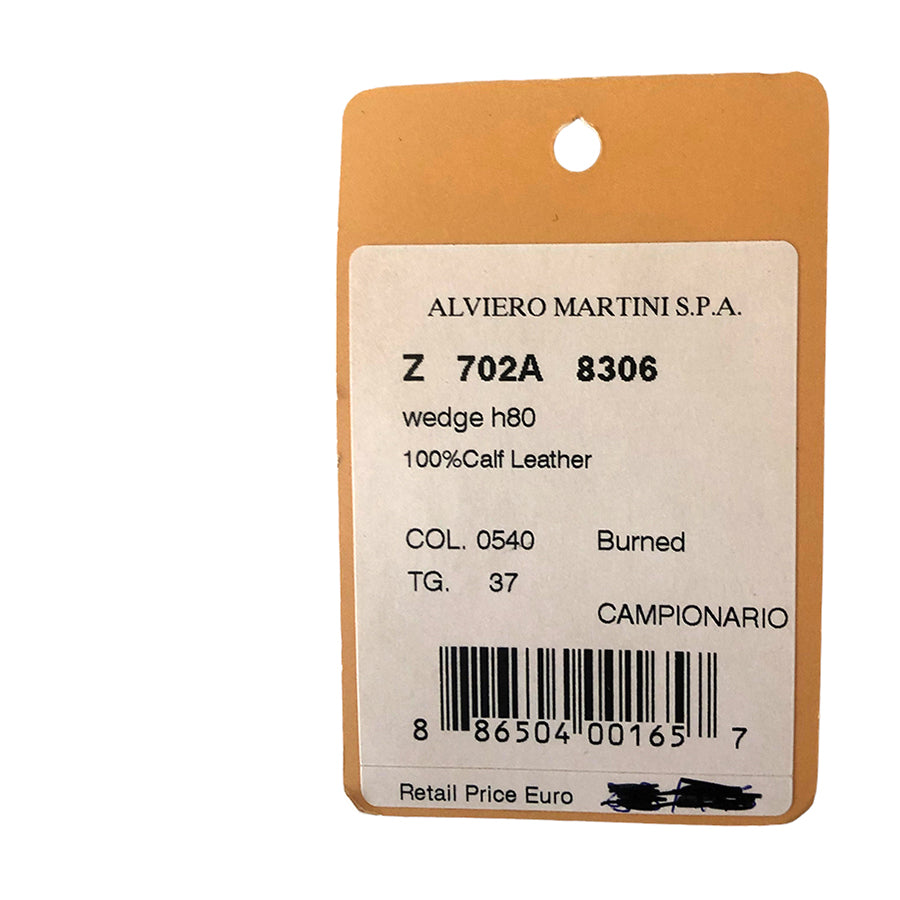 ALVIERO MARTINI S.P.A.
Z 702A 8306
wedge h80
100%Calf Leather
COL. 0540 Burned
TG. 37
CAMPIONARIO
8 86504 00165 7
Retail Price Euro